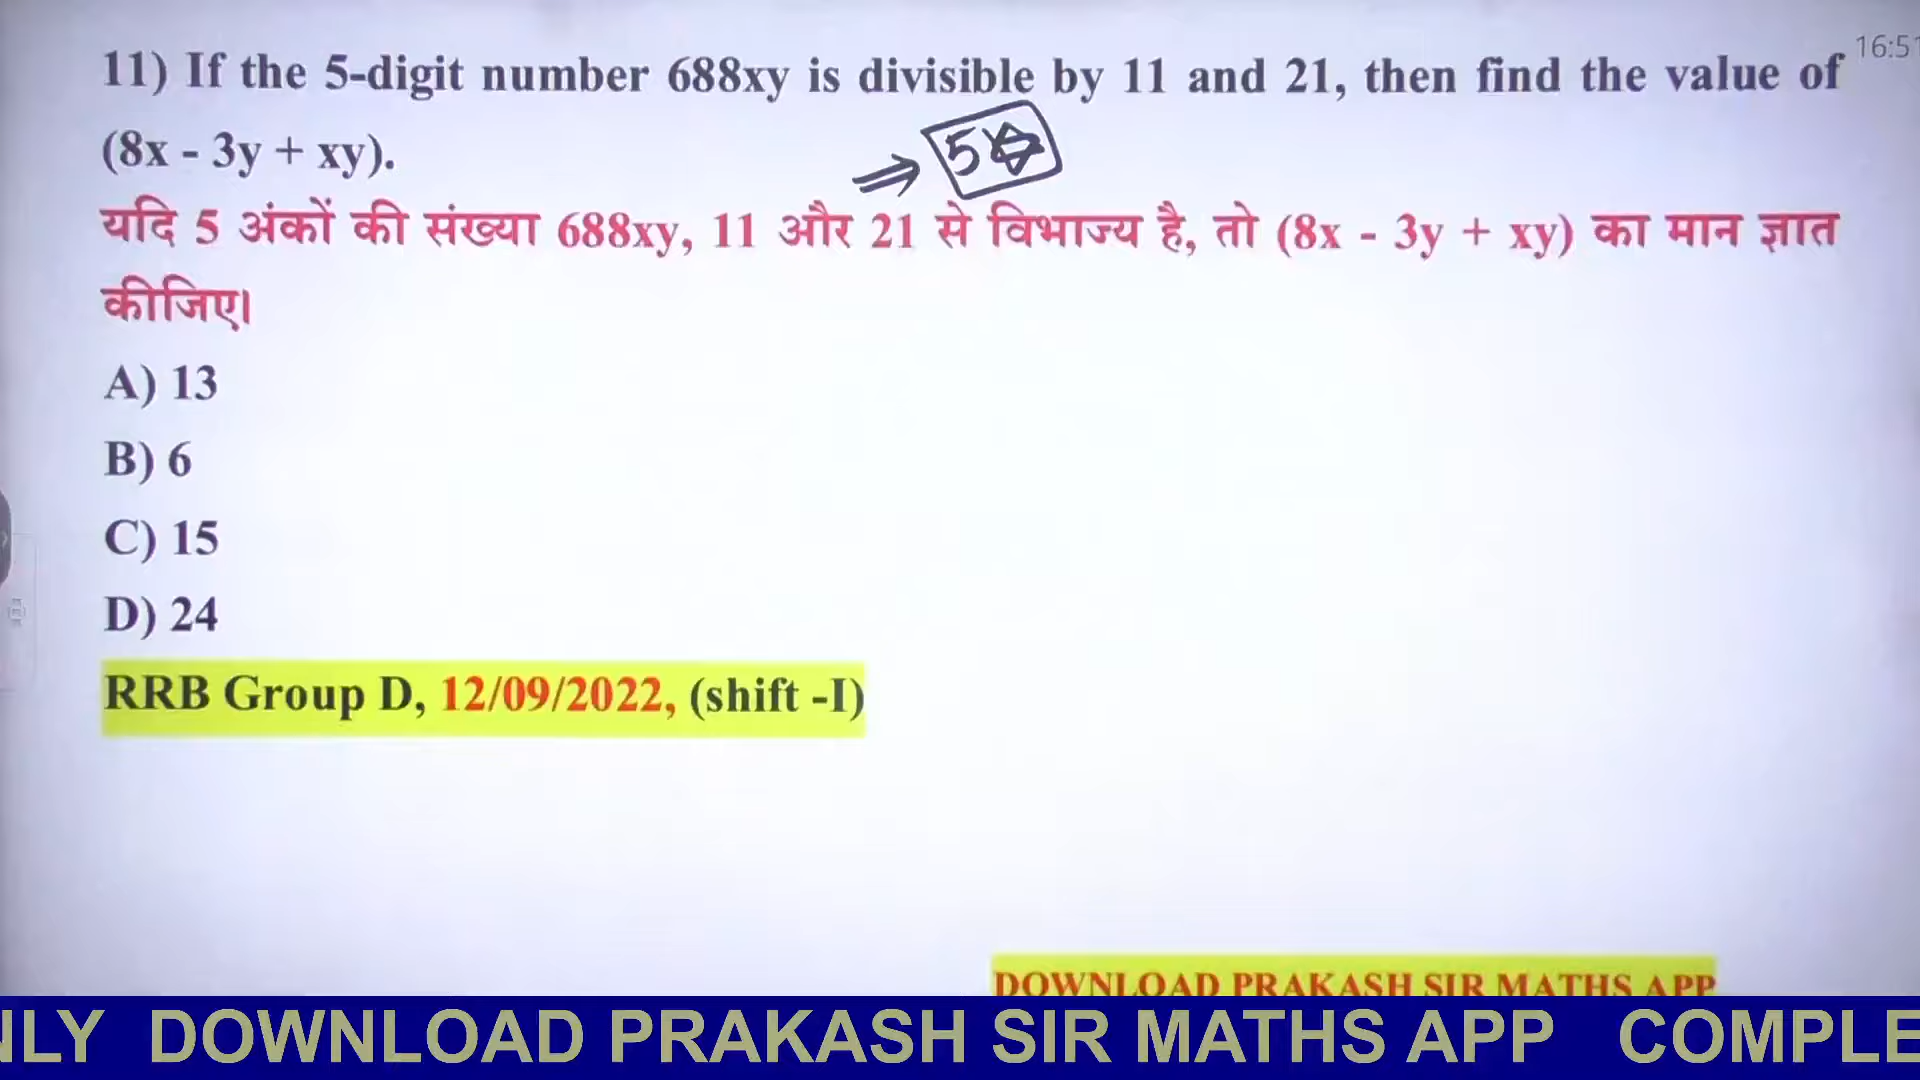 16:51
11) If the 5-digit number 688xy is divisible by 11 and 21, then find the value of
(8x - 3y + xy).
⇒ 5
यदि 5 अंकों की संख्या 688xy, 11 और 21 से विभाज्य है, तो (8x - 3y + xy) का मान ज्ञात
कीजिए।
A) 13
B) 6
C) 15
D) 24
RRB Group D, 12/09/2022, (shift -I)
DOWNLOAD PRAKASH SIR MATHS APP
NLY DOWNLOAD PRAKASH SIR MATHS APP COMPLE